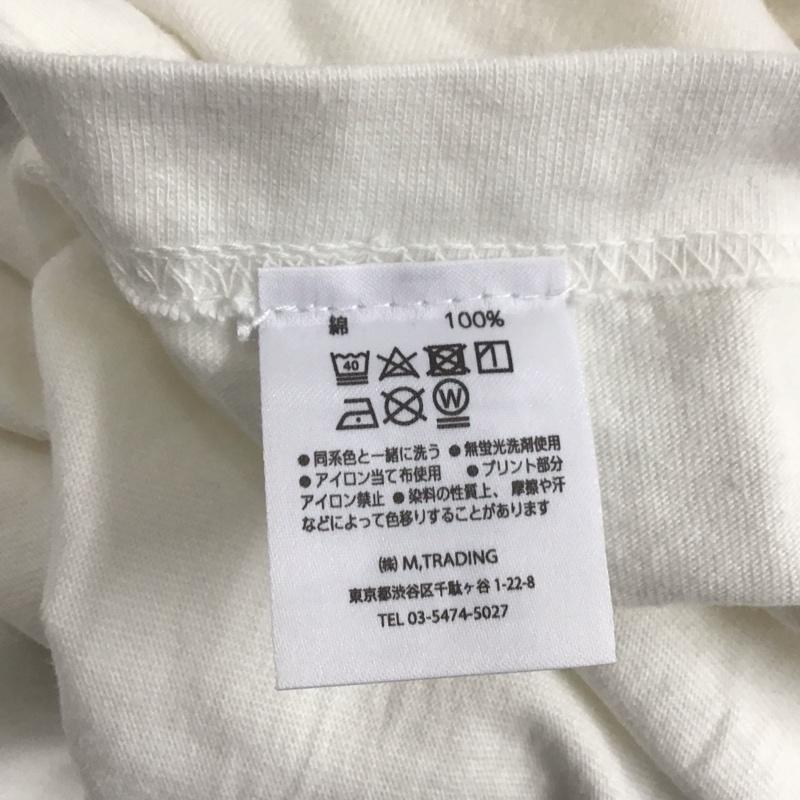 綿 100%
40
W
●同系色と一緒に洗う ●無蛍光洗剤使用
●アイロン当て布使用 ●プリント部分
アイロン禁止 ●染料の性質上、摩擦や汗
などによって色移りすることがあります
㈱ M,TRADING
東京都渋谷区千駄ヶ谷 1-22-8
TEL 03-5474-5027